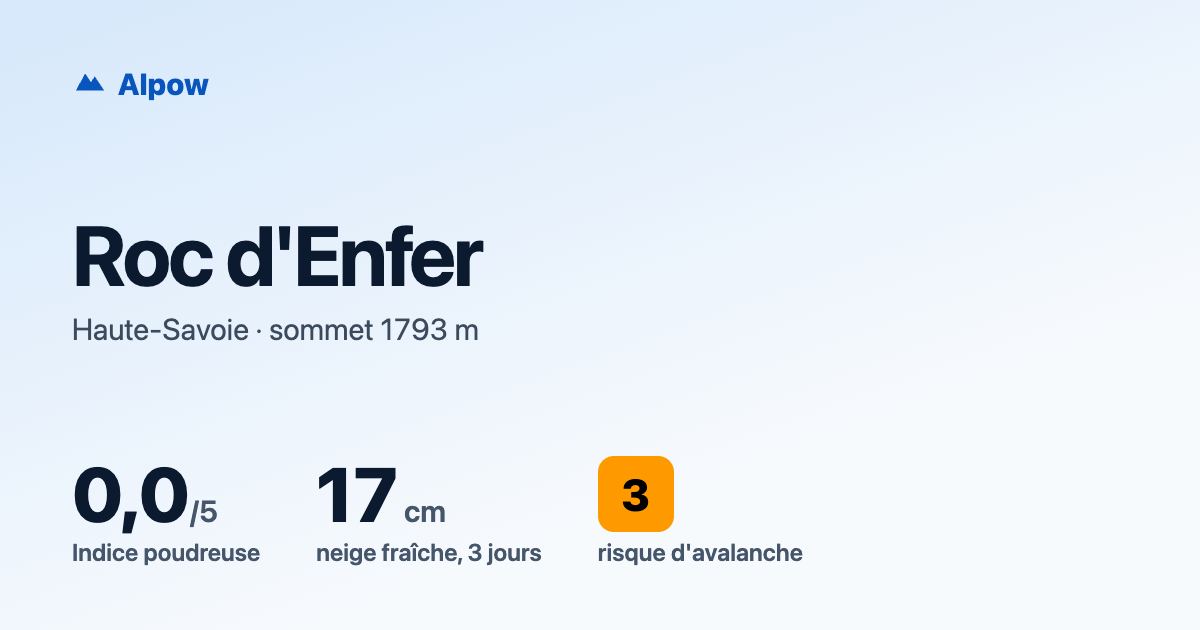 Alpow
Roc d'Enfer
Haute-Savoie · sommet 1793 m
0,0/5
Indice poudreuse
17 cm
neige fraîche, 3 jours
3
risque d'avalanche